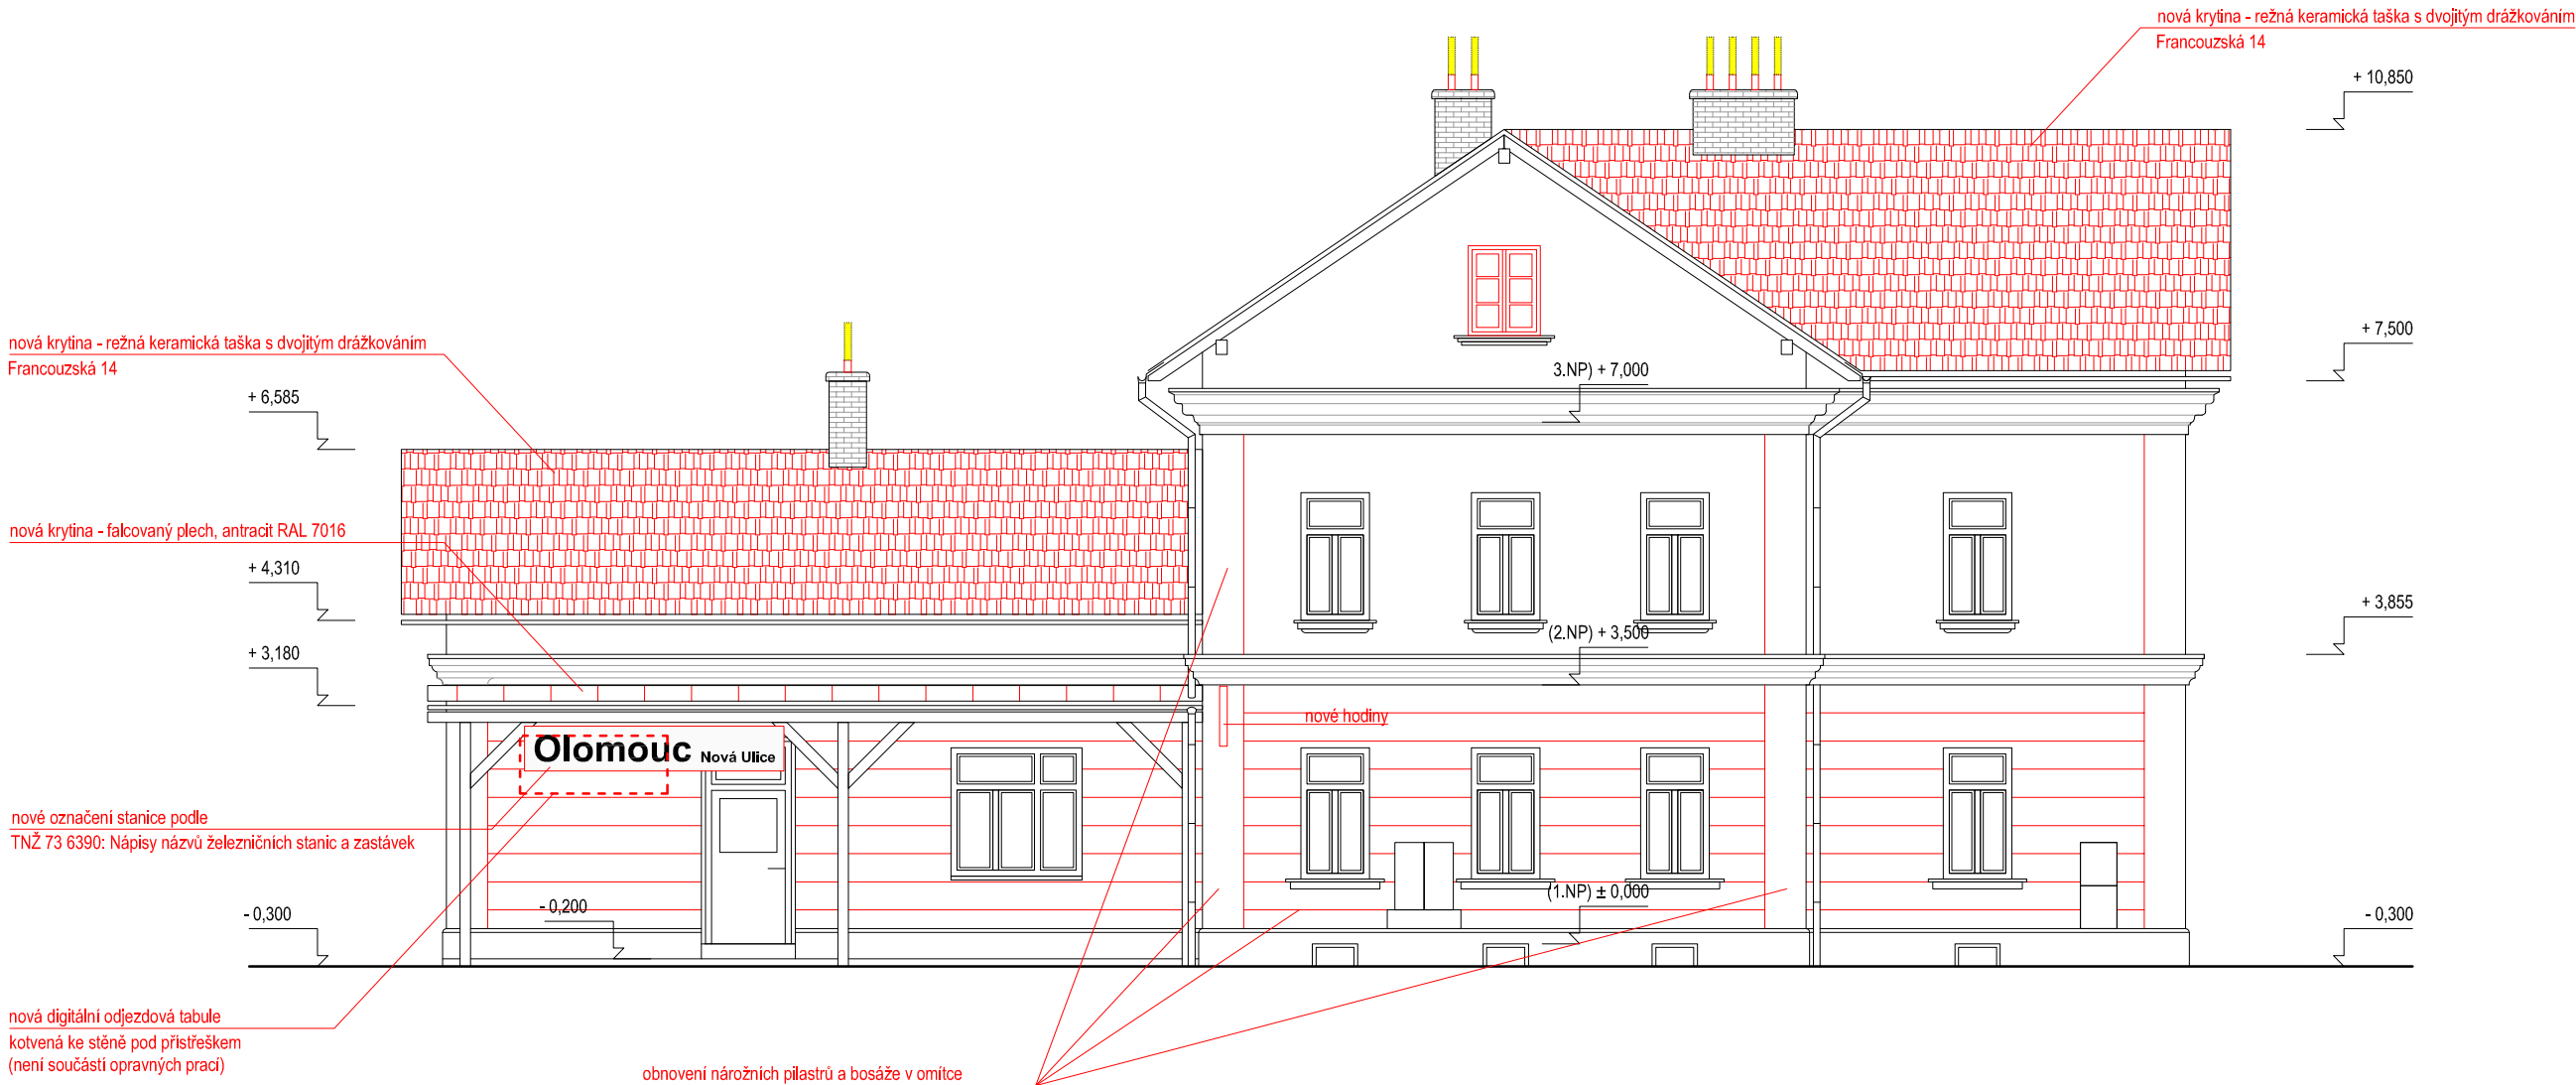 nová krytina - režná keramická taška s dvojitým drážkováním
Francouzská 14
+ 10,850
+ 7,500
nová krytina - režná keramická taška s dvojitým drážkováním
Francouzská 14
3.NP) + 7,000
+ 6,585
nová krytina - falcovaný plech, antracit RAL 7016
+ 4,310
+ 3,855
(2.NP) + 3,500
+ 3,180
nové hodiny
Olomouc Nová Ulice
nové označení stanice podle
TNŽ 73 6390: Nápisy názvů železničních stanic a zastávek
(1.NP) ± 0,000
- 0,300
- 0,200
- 0,300
nová digitální odjezdová tabule
kotvená ke stěně pod přístřeškem
(není součástí opravných prací)
obnovení nárožních pilastrů a bosáže v omítce